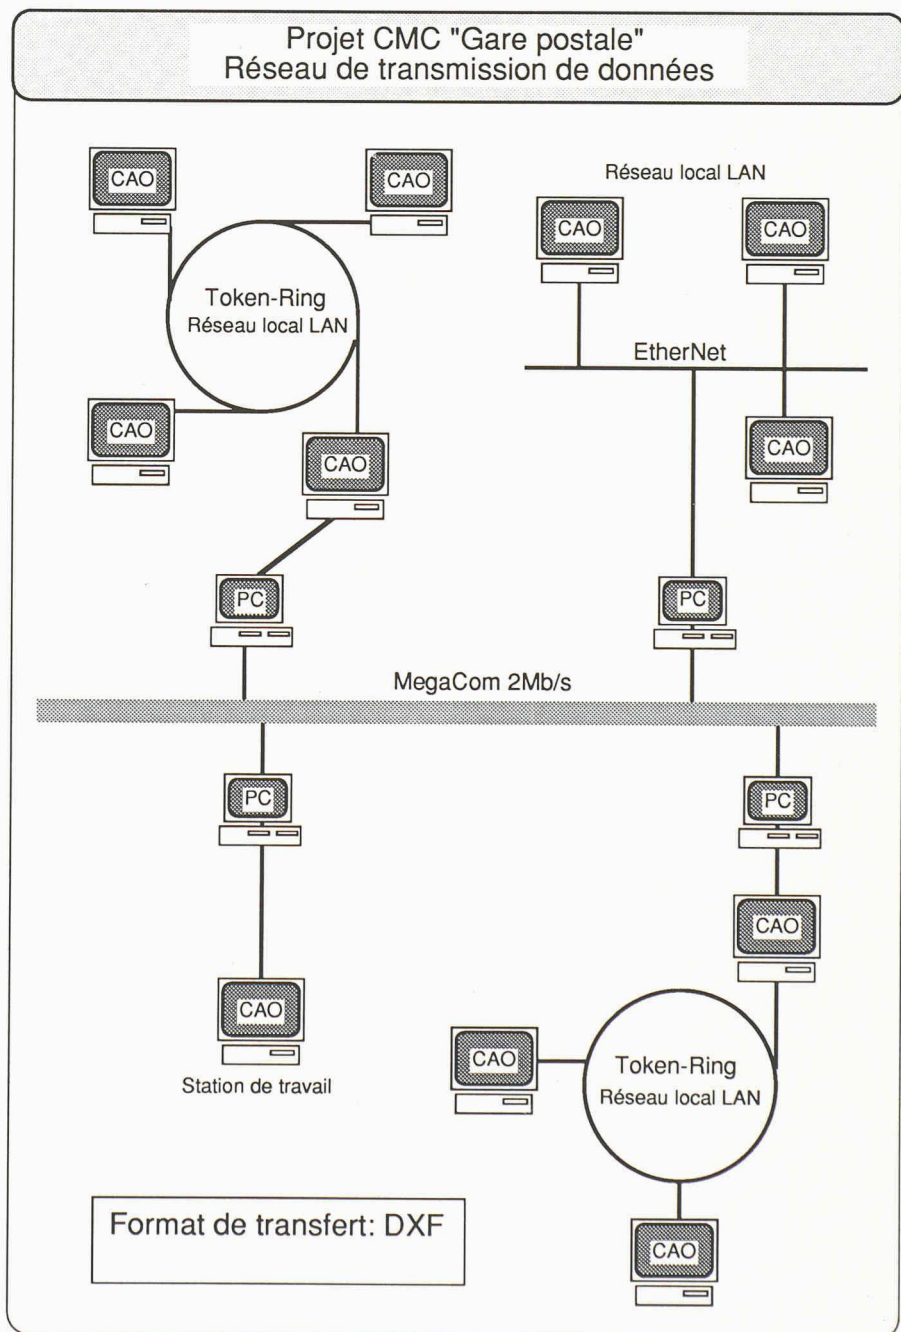 Projet CMC "Gare postale"
Réseau de transmission de données
CAO
CAO
Réseau local LAN
CAO
CAO
Token-Ring
Réseau local LAN
EtherNet
CAO
CAO
CAO
PC
PC
MegaCom 2Mb/s
PC
PC
CAO
CAO
Station de travail
CAO
Token-Ring
Réseau local LAN
Format de transfert: DXF
CAO